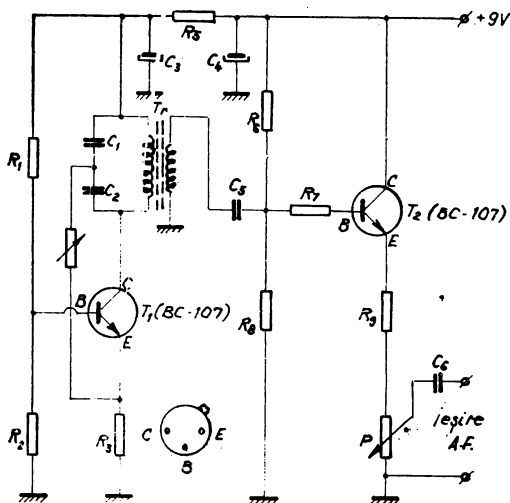 +9V
R5
C3
C4
Tr
R1
C1
C2
R6
C5
R7
C
B
T2 (BC-107)
E
C
B
T1 (BC-107)
E
R8
R9
C6
R2
R3
C
E
B
P
Iesire
A.F.